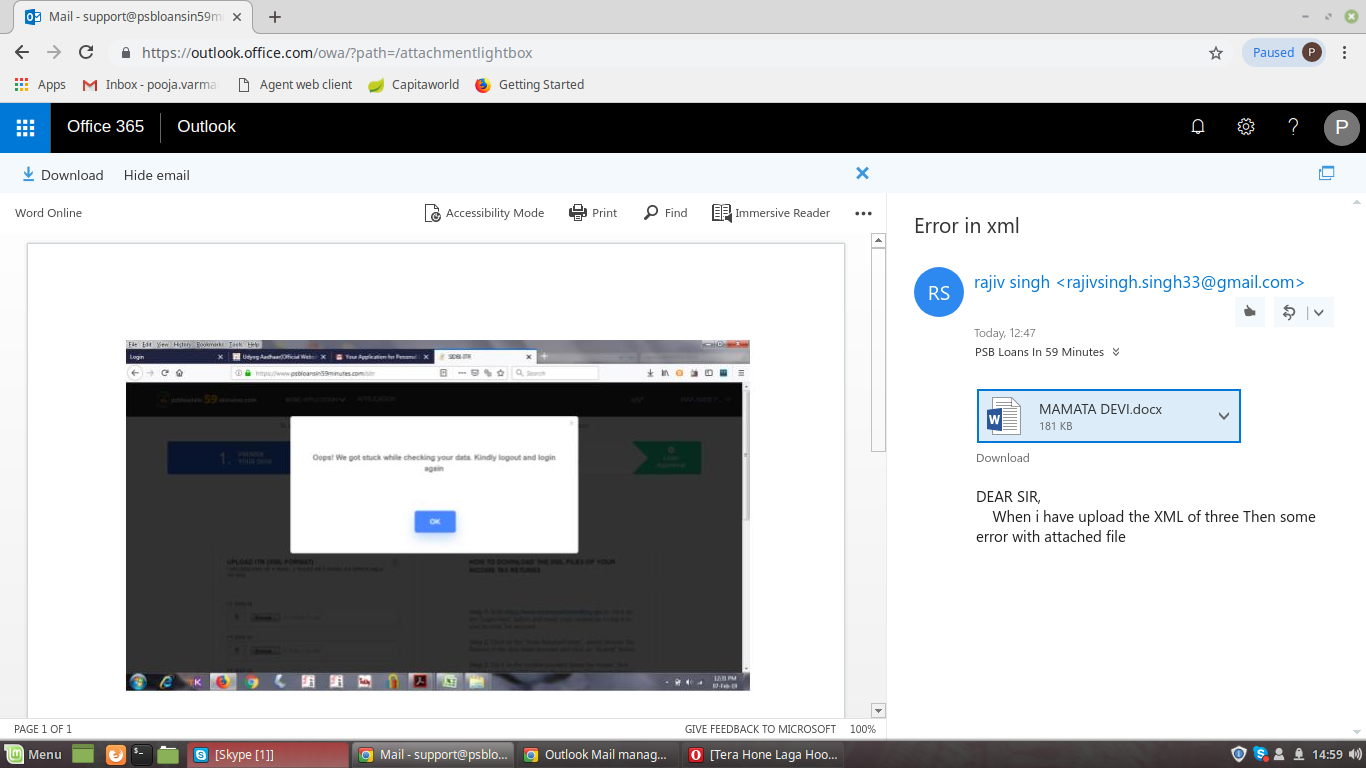 Mail - support@psbloansin59m
https://outlook.office.com/owa/?path=/attachmentlightbox
Paused P
Apps
Inbox - pooja.varma
Agent web client
Capitaworld
Getting Started
Office 365
Outlook
P
Download
Hide email
Word Online
Accessibility Mode
Print
Find
Immersive Reader
File Edit View History Bookmarks Tools Help
Login
Udyog Aadhaar(Official Websi
Your Application for Personal
SIDBI-ITR
https://www.psbloansin59minutes.com
Search
Oops! We got stuck while checking your data. Kindly logout and login
again
OK
UPLOAD ITR (XML FORMAT)
HOW TO DOWNLOAD THE XML FILES OF YOUR
INCOME TAX RETURNS
12:31 PM
07-Feb-19
PAGE 1 OF 1
GIVE FEEDBACK TO MICROSOFT
100%
Error in xml
RS
rajiv singh <rajivsingh.singh33@gmail.com>
Today, 12:47
PSB Loans In 59 Minutes
MAMATA DEVI.docx
181 KB
Download
DEAR SIR,
When i have upload the XML of three Then some
error with attached file
Menu
[Skype [1]]
Mail - support@psblo...
Outlook Mail manag...
[Tera Hone Laga Hoo...
14:59